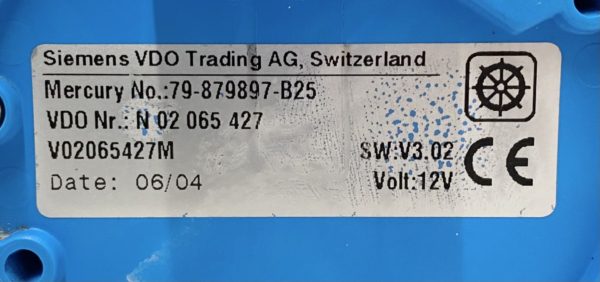 Siemens VDO Trading AG, Switzerland
Mercury No.:79-879897-B25
VDO Nr.: N 02 065 427
V02065427M SW:V3.02
Date: 06/04 Volt:12V
CE